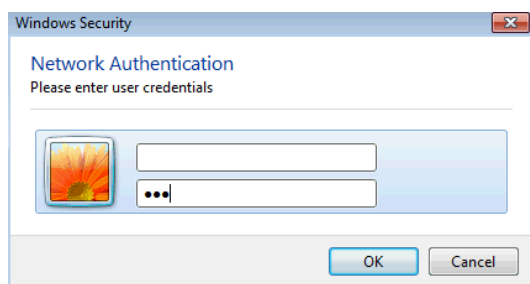 Windows Security
Network Authentication
Please enter user credentials
•••
OK
Cancel